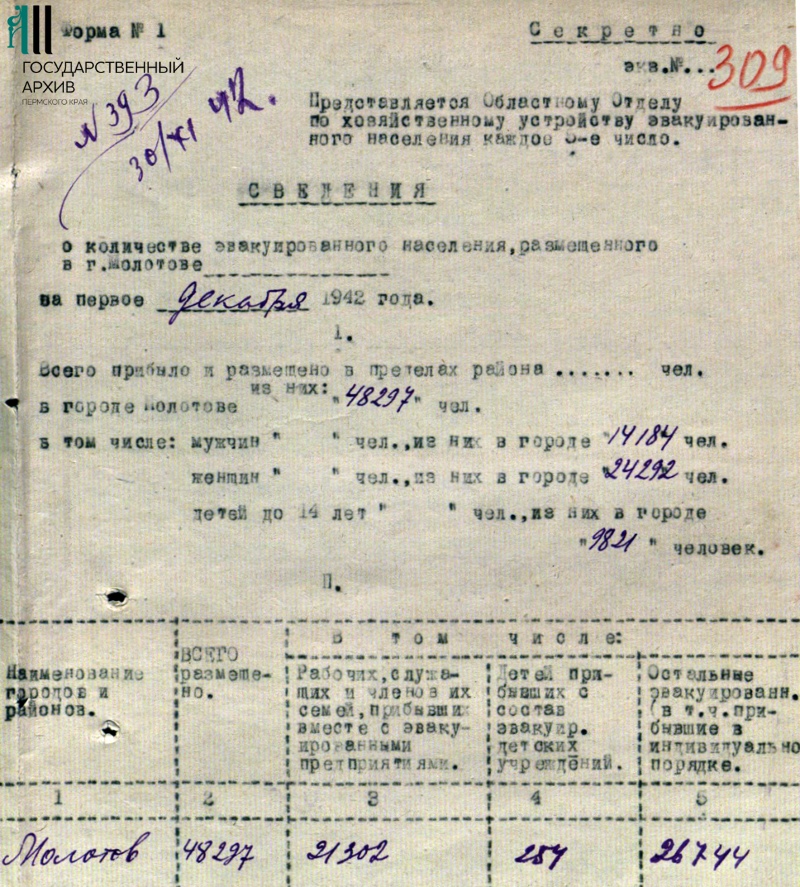 Форма № 1
Секретно
экз.№... 309
ГОСУДАРСТВЕННЫЙ
АРХИВ
ПЕРМСКОГО КРАЯ
N 393
30/XI 42.
Представляется Областному Отделу
по хозяйственному устройству эвакуирован-
ного населения каждое 5-е число.
СВЕДЕНИЯ
о количестве эвакуированного населения,размещенного
в г.Молотове
на первое декабря 1942 года.
1.
Всего прибыло и размещено в пределах района ....... чел.
из них:
в городе Молотове "48297" чел.
в том числе: мужчин " " чел.,из них в городе "14184 чел.
женщин " " чел.,из них в городе "24292 чел.
детей до 14 лет " " чел.,из них в городе
"9821 " человек.
П.
Наименование городов и районов.
ВСЕГО размеще- но.
В том числе:
Рабочих,служа- щих и членов их семей,прибывших вместе с эваку- ированными предприятиями.
Детей при- бывших с состав эвакуир. детских учреждений.
Остальные эвакуированн. (в т.ч.при- бывшие в индивидуально порядке.
1 2 3 4 5
Молотов 48297 21302 251 26744